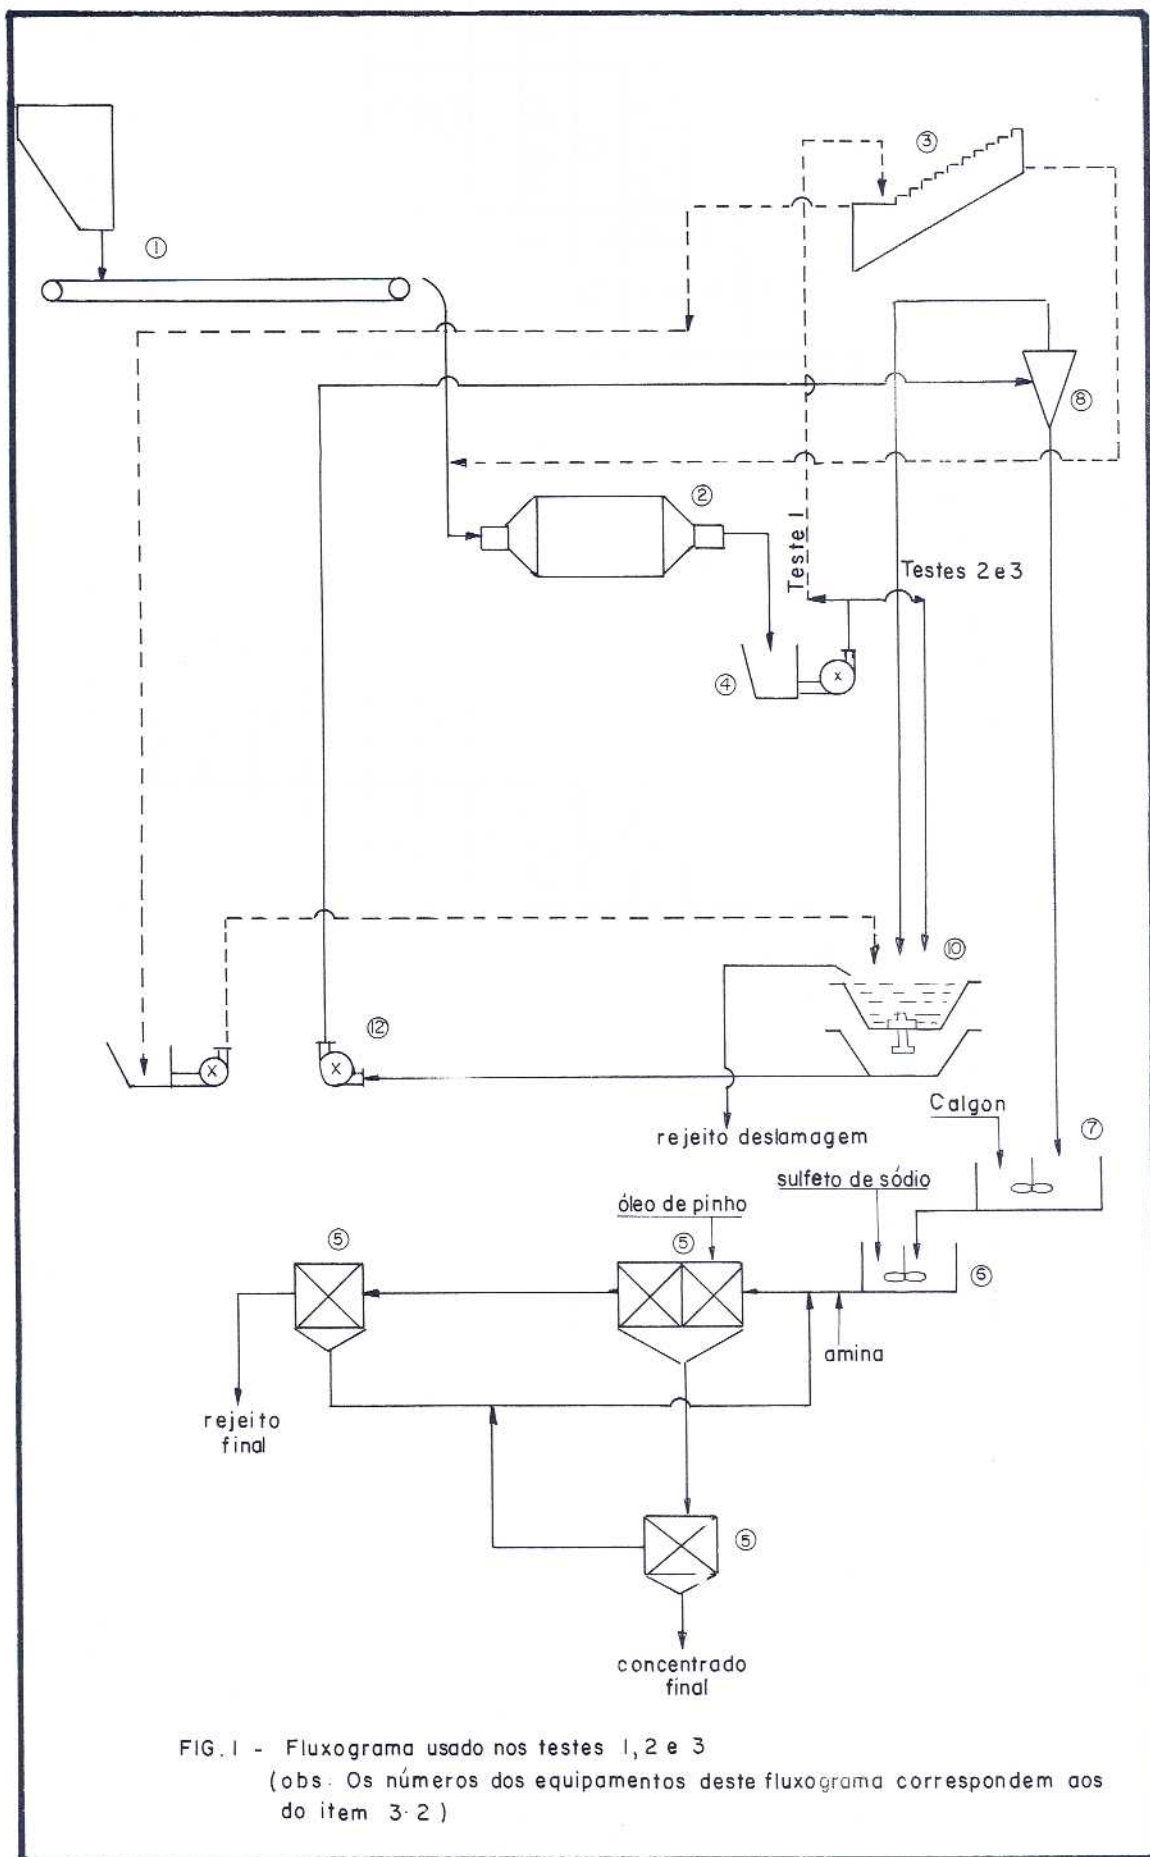 ③
①
⑧
②
Teste 1
Testes 2 e 3
X
④
⑩
⑫
X
X
Calgon
rejeito deslamagem
⑦
sulfeto de sódio
óleo de pinho
⑤
⑤
⑥
amina
rejeito
final
⑤
concentrado
final
FIG. 1 - Fluxograma usado nos testes 1, 2 e 3
(obs. Os números dos equipamentos deste fluxograma correspondem aos
do item 3.2)